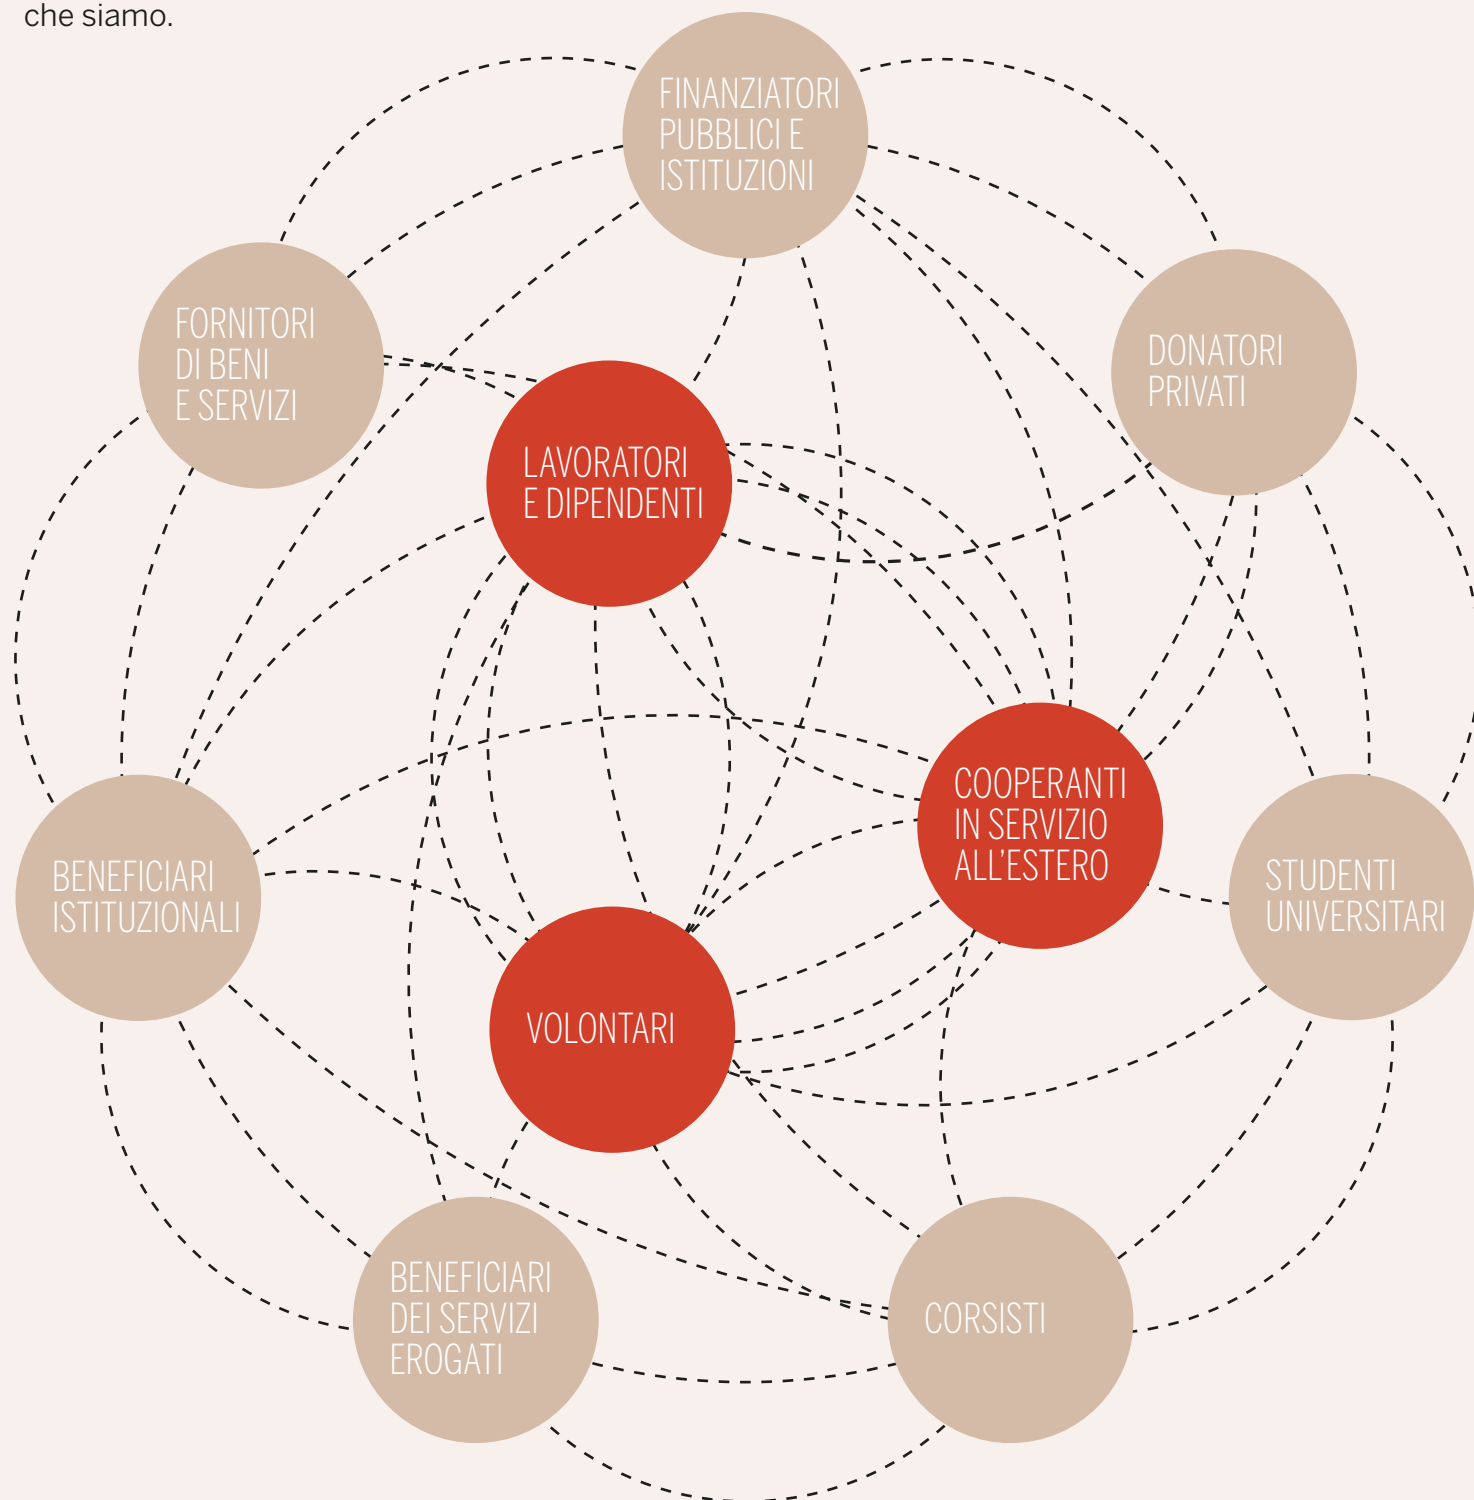 che siamo.
FINANZIATORI
PUBBLICI E
ISTITUZIONI
FORNITORI
DI BENI
E SERVIZI
DONATORI
PRIVATI
LAVORATORI
E DIPENDENTI
COOPERANTI
IN SERVIZIO
ALL'ESTERO
BENEFICIARI
ISTITUZIONALI
STUDENTI
UNIVERSITARI
VOLONTARI
BENEFICIARI
DEI SERVIZI
EROGATI
CORSISTI